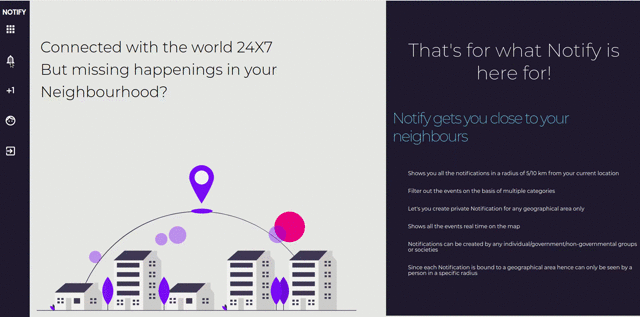 NOTIFY
+1
Connected with the world 24X7
But missing happenings in your
Neighbourhood?
That's for what Notify is
here for!
Notify gets you close to your
neighbours
Shows you all the notifications in a radius of 5/10 km from your current location
Filter out the events on the basis of multiple categories
Let's you create private Notification for any geographical area only
Shows all the events real time on the map
Notifications can be created by any individual/government/non-governmental groups
or societies
Since each Notification is bound to a geographical area hence can only be seen by a
person in a specific radius